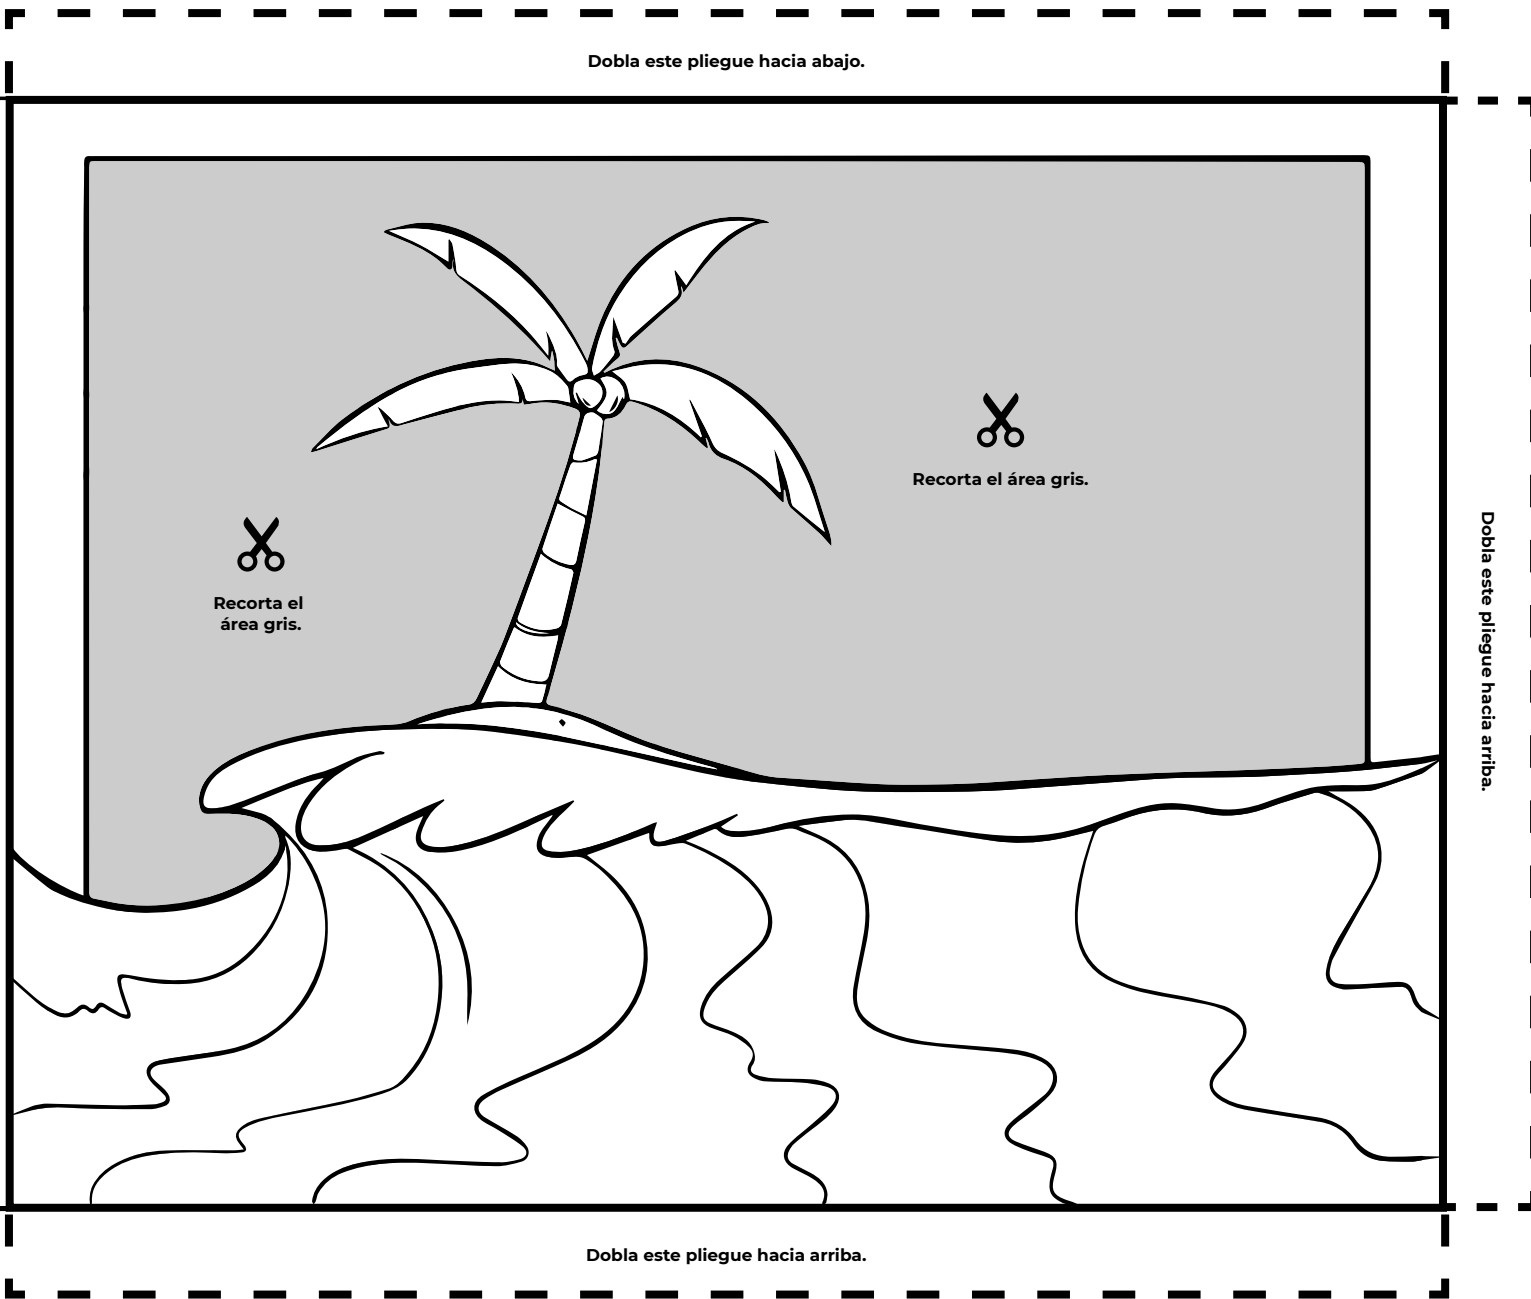 Dobla este pliegue hacia abajo.
Recorta el área gris.
Recorta el
área gris.
Dobla este pliegue hacia arriba.
Dobla este pliegue hacia arriba.